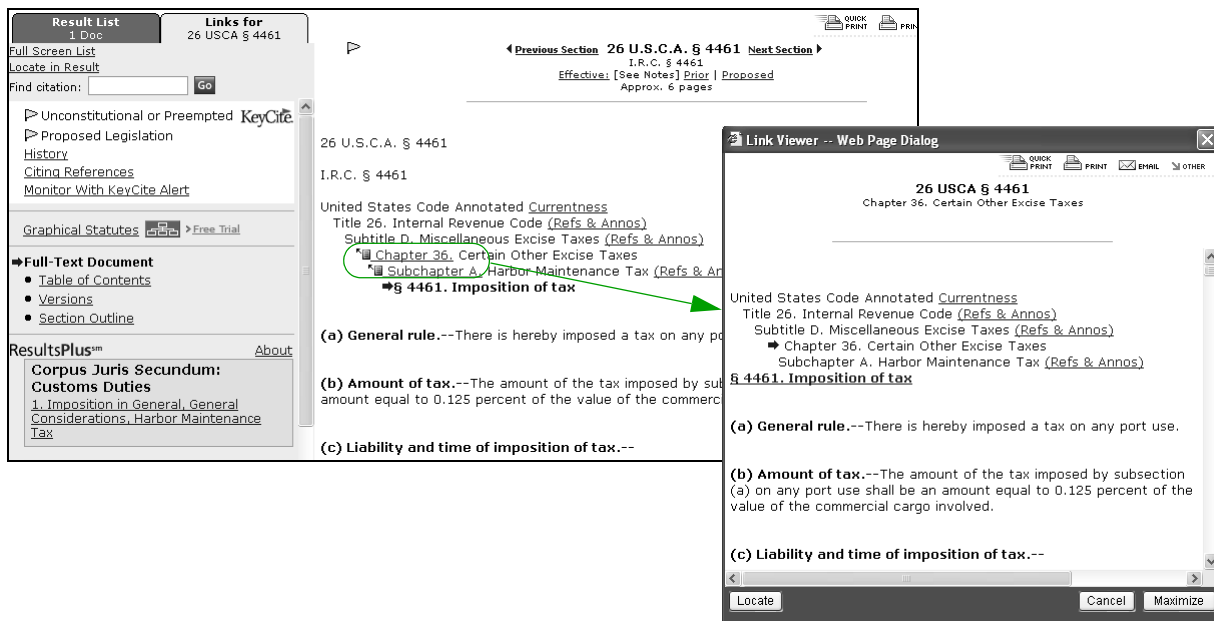 Result List
1 Doc
Links for
26 USCA § 4461
Full Screen List
Locate in Result
Find citation:
Go
Unconstitutional or Preempted KeyCite
Proposed Legislation
History
Citing References
Monitor With KeyCite Alert
Graphical Statutes Free Trial
Full-Text Document
Table of Contents
Versions
Section Outline
ResultsPlus℠ About
Corpus Juris Secundum:
Customs Duties
1. Imposition in General, General
Considerations, Harbor Maintenance
Tax
QUICK PRINT PRIN
Previous Section 26 U.S.C.A. § 4461 Next Section
I.R.C. § 4461
Effective: [See Notes] Prior | Proposed
Approx. 6 pages
26 U.S.C.A. § 4461
I.R.C. § 4461
United States Code Annotated Currentness
Title 26. Internal Revenue Code (Refs & Annos)
Subtitle D. Miscellaneous Excise Taxes (Refs & Annos)
Chapter 36. Certain Other Excise Taxes
Subchapter A. Harbor Maintenance Tax (Refs & An
§ 4461. Imposition of tax
(a) General rule.--There is hereby imposed a tax on any po
(b) Amount of tax.--The amount of the tax imposed by sub
amount equal to 0.125 percent of the value of the commerc
(c) Liability and time of imposition of tax.--
Link Viewer -- Web Page Dialog
QUICK PRINT PRINT EMAIL OTHER
26 USCA § 4461
Chapter 36. Certain Other Excise Taxes
United States Code Annotated Currentness
Title 26. Internal Revenue Code (Refs & Annos)
Subtitle D. Miscellaneous Excise Taxes (Refs & Annos)
Chapter 36. Certain Other Excise Taxes
Subchapter A. Harbor Maintenance Tax (Refs & Annos)
§ 4461. Imposition of tax
(a) General rule.--There is hereby imposed a tax on any port use.
(b) Amount of tax.--The amount of the tax imposed by subsection
(a) on any port use shall be an amount equal to 0.125 percent of the
value of the commercial cargo involved.
(c) Liability and time of imposition of tax.--
Locate
Cancel
Maximize